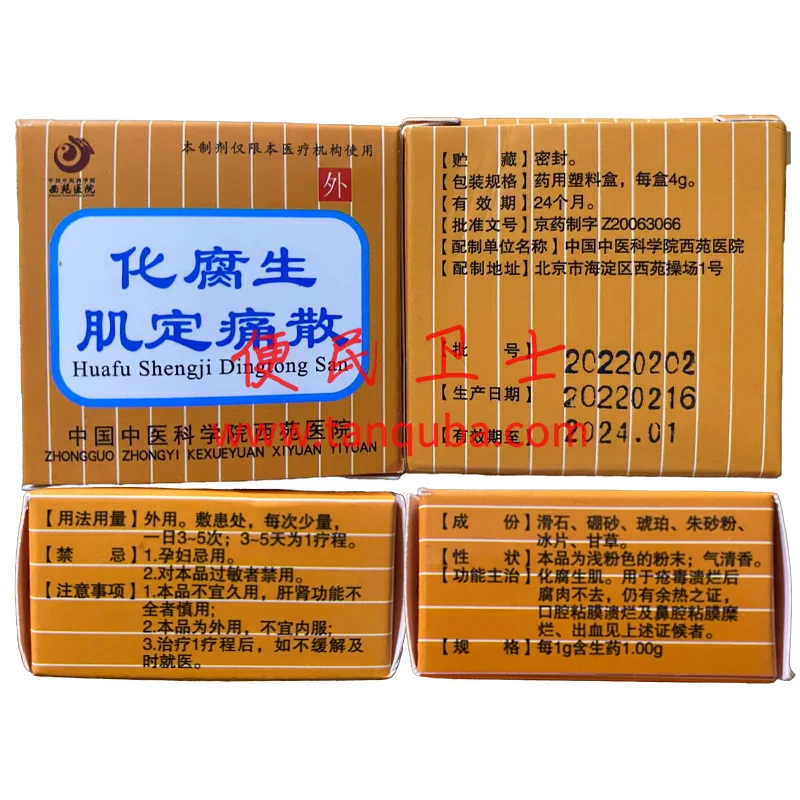 本制剂仅限本医疗机构使用
中国中医科学院
西苑医院
外
化腐生
肌定痛散
Huafu Shengji Dingtong San
中国中医科学院西苑医院
ZHONGGUO ZHONGYI KEXUEYUAN XIYUAN YIYUAN
【贮 藏】密封。
【包装规格】药用塑料盒,每盒4g。
【有 效 期】24个月。
【批准文号】京药制字 Z20063066
【配制单位名称】中国中医科学院西苑医院
【配制地址】北京市海淀区西苑操场1号
【批 号】20220202
【生产日期】20220216
【有效期至】2024.01
便民卫士
www.tanquba.com
【用法用量】外用。敷患处,每次少量,
一日3~5次;3~5天为1疗程。
【禁 忌】1.孕妇忌用。
2.对本品过敏者禁用。
【注意事项】1.本品不宜久用,肝肾功能不
全者慎用;
2.本品为外用,不宜内服;
3.治疗1疗程后,如不缓解及
时就医。
【成 份】滑石、硼砂、琥珀、朱砂粉、
冰片、甘草。
【性 状】本品为浅粉色的粉末;气清香。
【功能主治】化腐生肌。用于疮毒溃烂后
腐肉不去,仍有余热之证,
口腔粘膜溃烂及鼻腔粘膜糜
烂、出血见上述证候者。
【规 格】每1g含生药1.00g